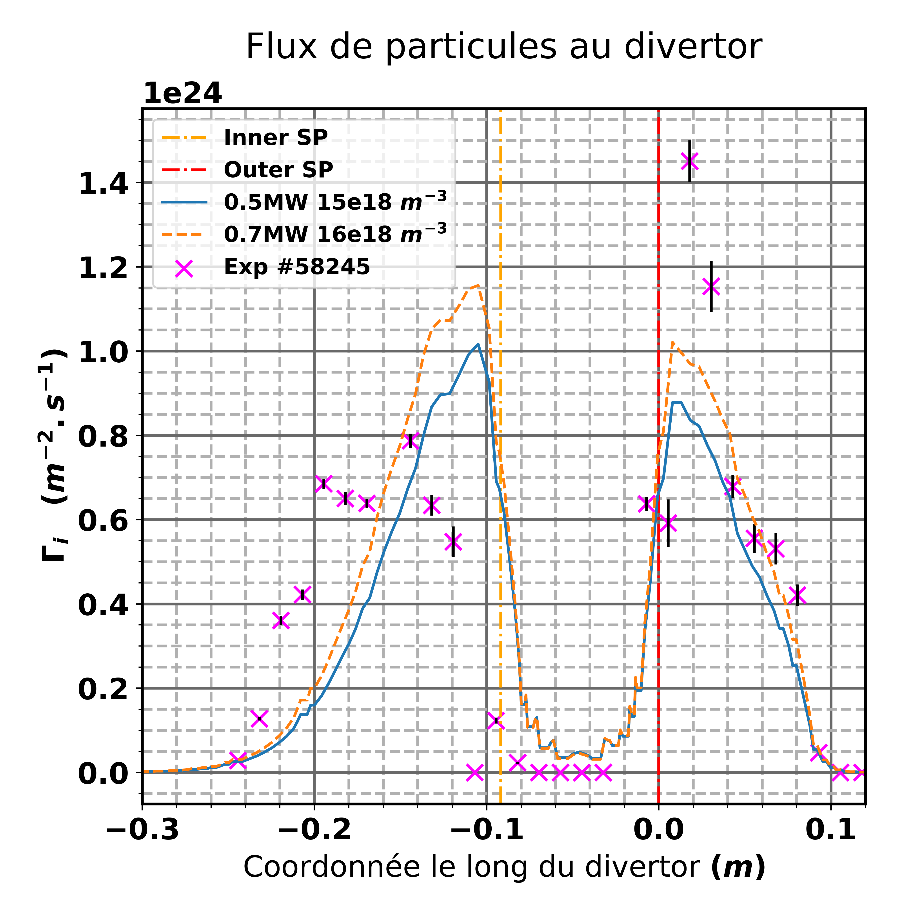 Flux de particules au divertor
1e24
Inner SP
Outer SP
0.5MW 15e18 m⁻³
0.7MW 16e18 m⁻³
Exp #58245
1.4
1.2
1.0
0.8
0.6
0.4
0.2
0.0
Γᵢ (m⁻².s⁻¹)
−0.3 −0.2 −0.1 0.0 0.1
Coordonnée le long du divertor (m)